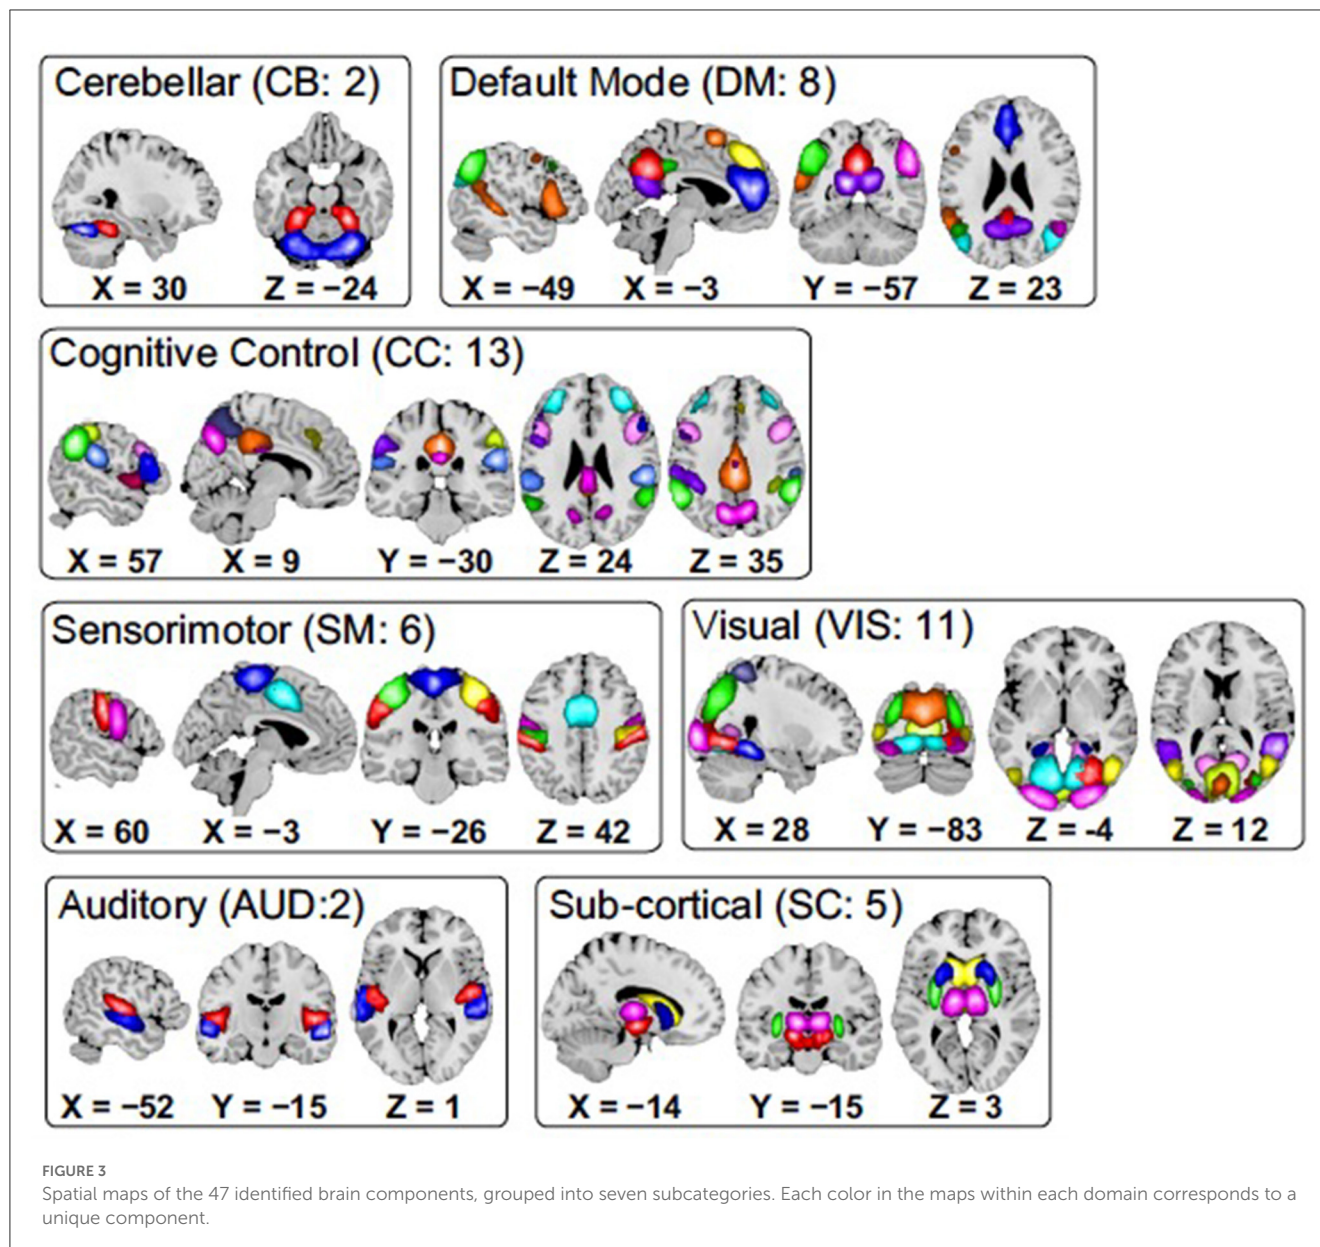 Cerebellar (CB: 2)
X = 30 Z = −24
Default Mode (DM: 8)
X = −49 X = −3 Y = −57 Z = 23
Cognitive Control (CC: 13)
X = 57 X = 9 Y = −30 Z = 24 Z = 35
Sensorimotor (SM: 6)
X = 60 X = −3 Y = −26 Z = 42
Visual (VIS: 11)
X = 28 Y = −83 Z = -4 Z = 12
Auditory (AUD:2)
X = −52 Y = −15 Z = 1
Sub-cortical (SC: 5)
X = −14 Y = −15 Z = 3
FIGURE 3
Spatial maps of the 47 identified brain components, grouped into seven subcategories. Each color in the maps within each domain corresponds to a
unique component.